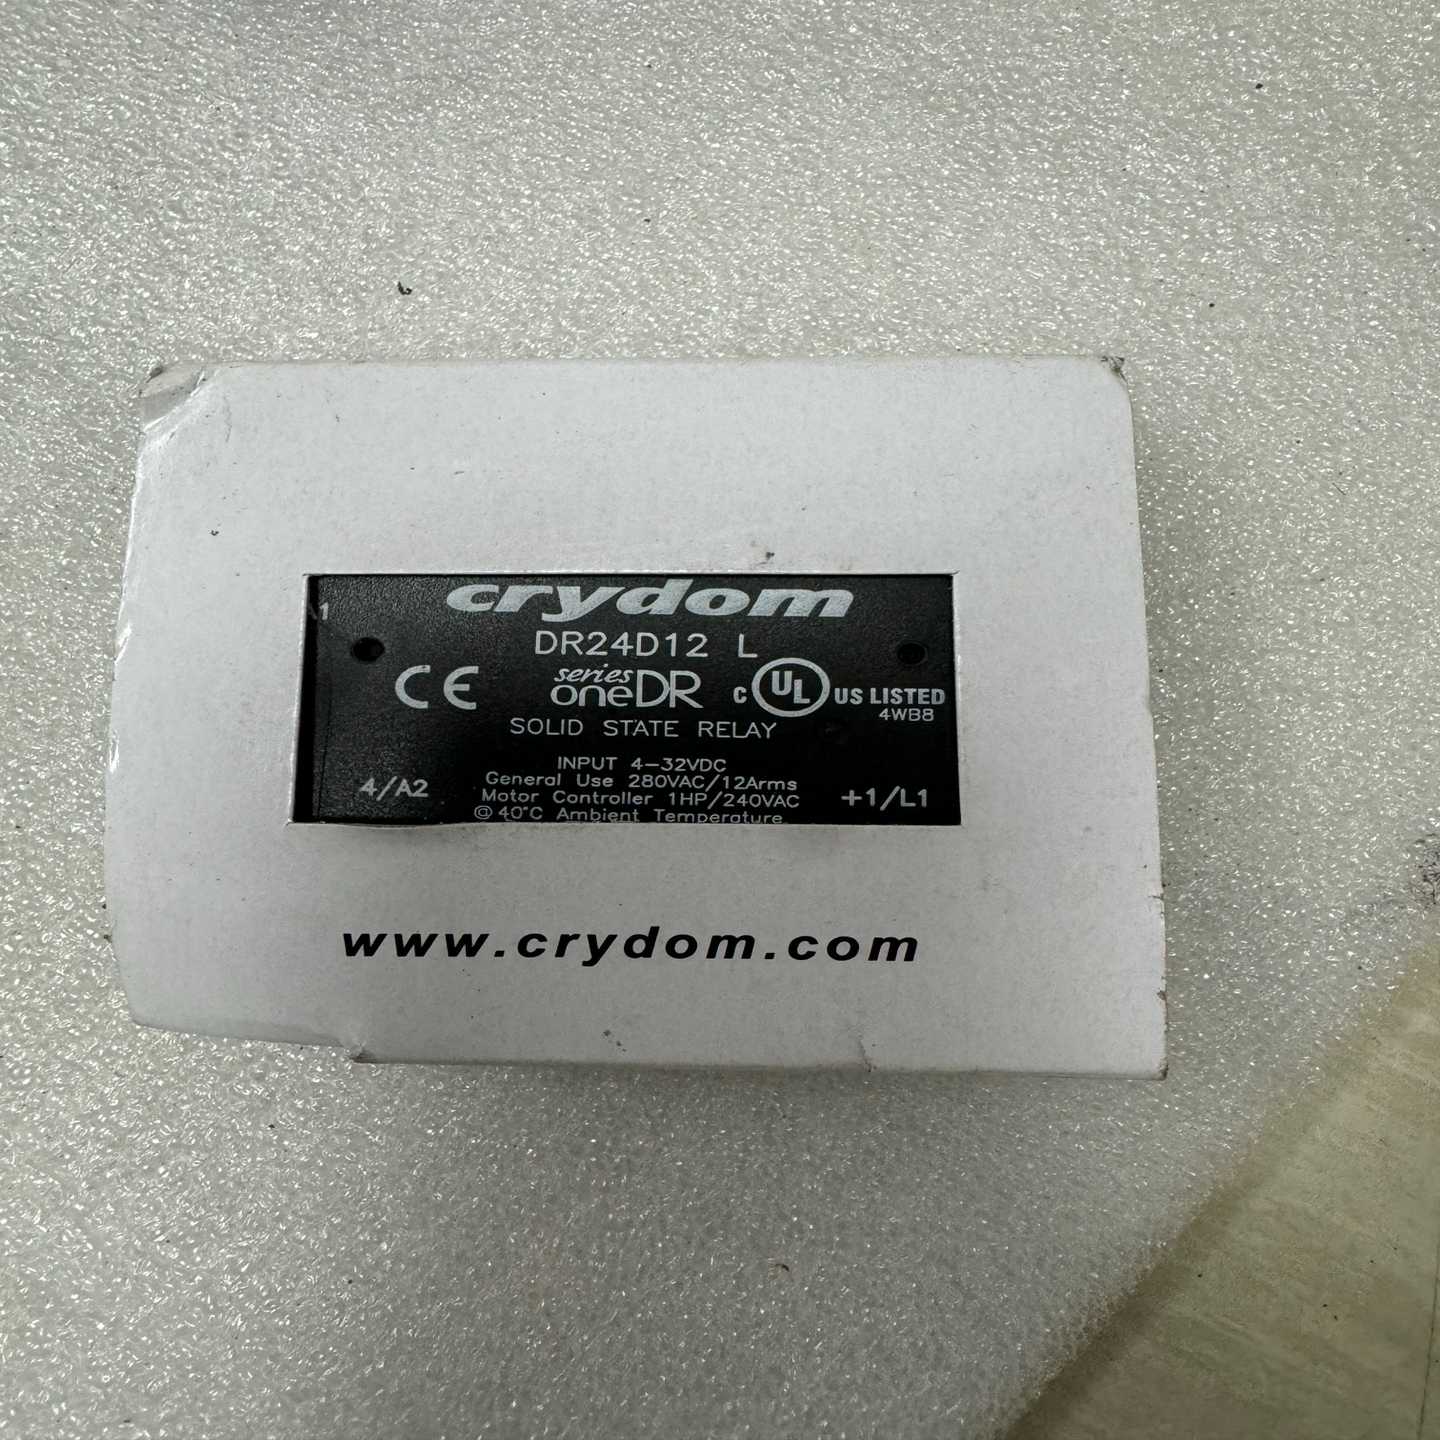 crydom
A1
DR24D12 L
CE
series
oneDR
C UL US LISTED
4WB8
SOLID STATE RELAY
INPUT 4-32VDC
General Use 280VAC/12Arms
4/A2
Motor Controller 1HP/240VAC
+1/L1
@ 40°C Ambient Temperature.
www.crydom.com